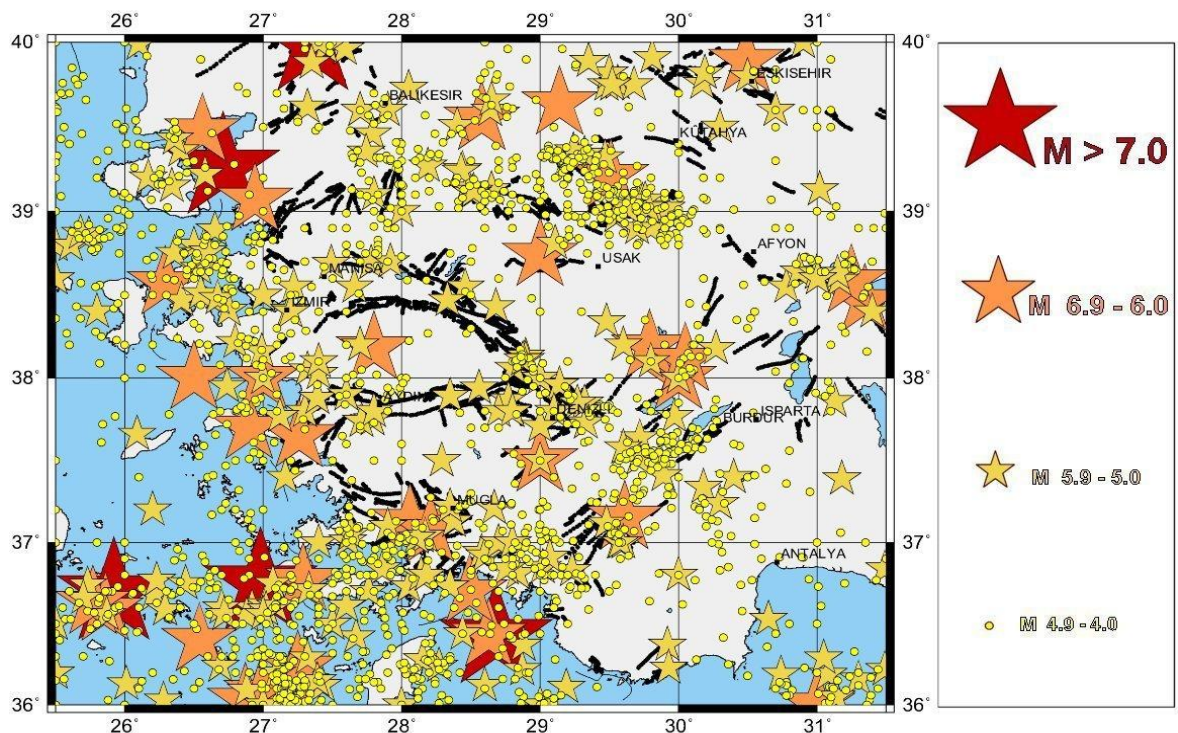 26° 27° 28° 29° 30° 31°
40° 40°
ESKISEHIR
BALIKESIR
KUTAHYA
M > 7.0
39° 39°
AFYON
USAK
MANISA
IZMIR
M 6.9 - 6.0
38° 38°
AYDIN
DENIZLI
ISPARTA
BURDUR
M 5.9 - 5.0
MUGLA
37° 37°
ANTALYA
M 4.9 - 4.0
36° 36°
26° 27° 28° 29° 30° 31°